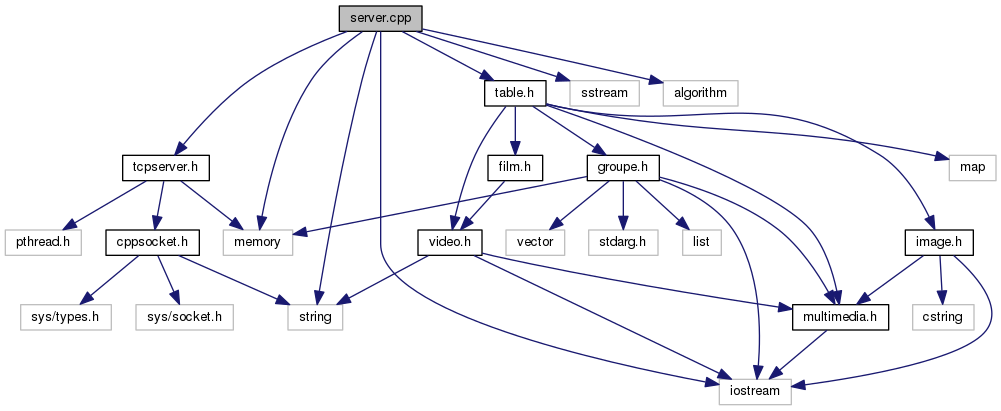 server.cpp
table.h
sstream
algorithm
tcpserver.h
film.h
groupe.h
map
pthread.h
cppsocket.h
memory
video.h
vector
stdarg.h
list
image.h
sys/types.h
sys/socket.h
string
multimedia.h
cstring
iostream